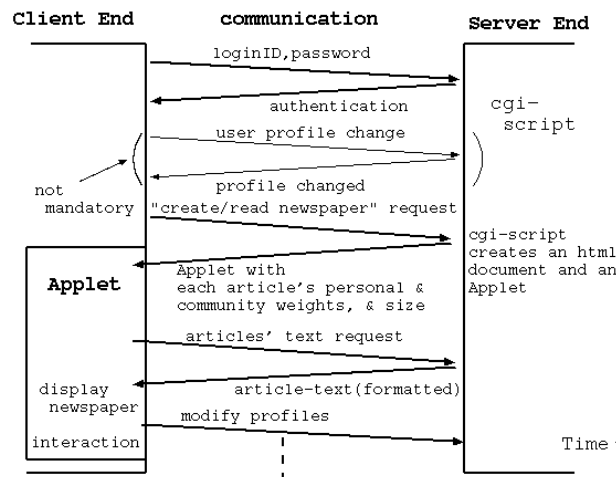 Client End
communication
Server End
loginID,password
authentication
cgi-
script
user profile change
profile changed
not
mandatory
"create/read newspaper" request
cgi-script
creates an html
document and an
Applet
Applet
Applet with
each article's personal &
community weights, & size
articles' text request
article-text(formatted)
display
newspaper
modify profiles
interaction
Time